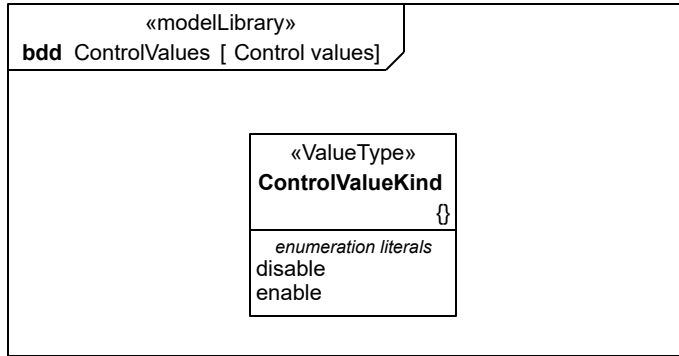 «modelLibrary»
bdd ControlValues [ Control values]
«ValueType»
ControlValueKind
{}
enumeration literals
disable
enable